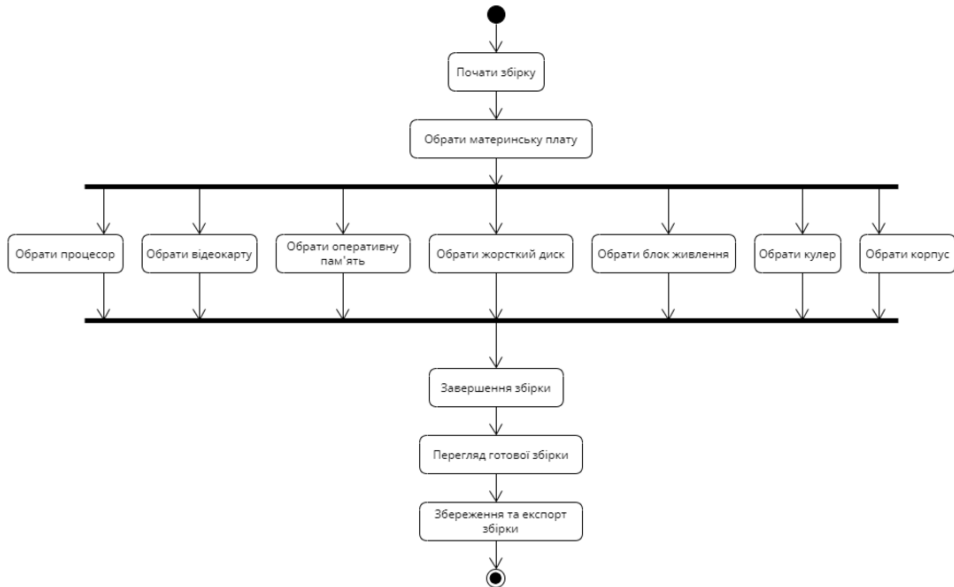 Почати збірку
Обрати материнську плату
Обрати процесор
Обрати відеокарту
Обрати оперативну
пам'ять
Обрати жорсткий диск
Обрати блок живлення
Обрати кулер
Обрати корпус
Завершення збірки
Перегляд готової збірки
Збереження та експорт
збірки